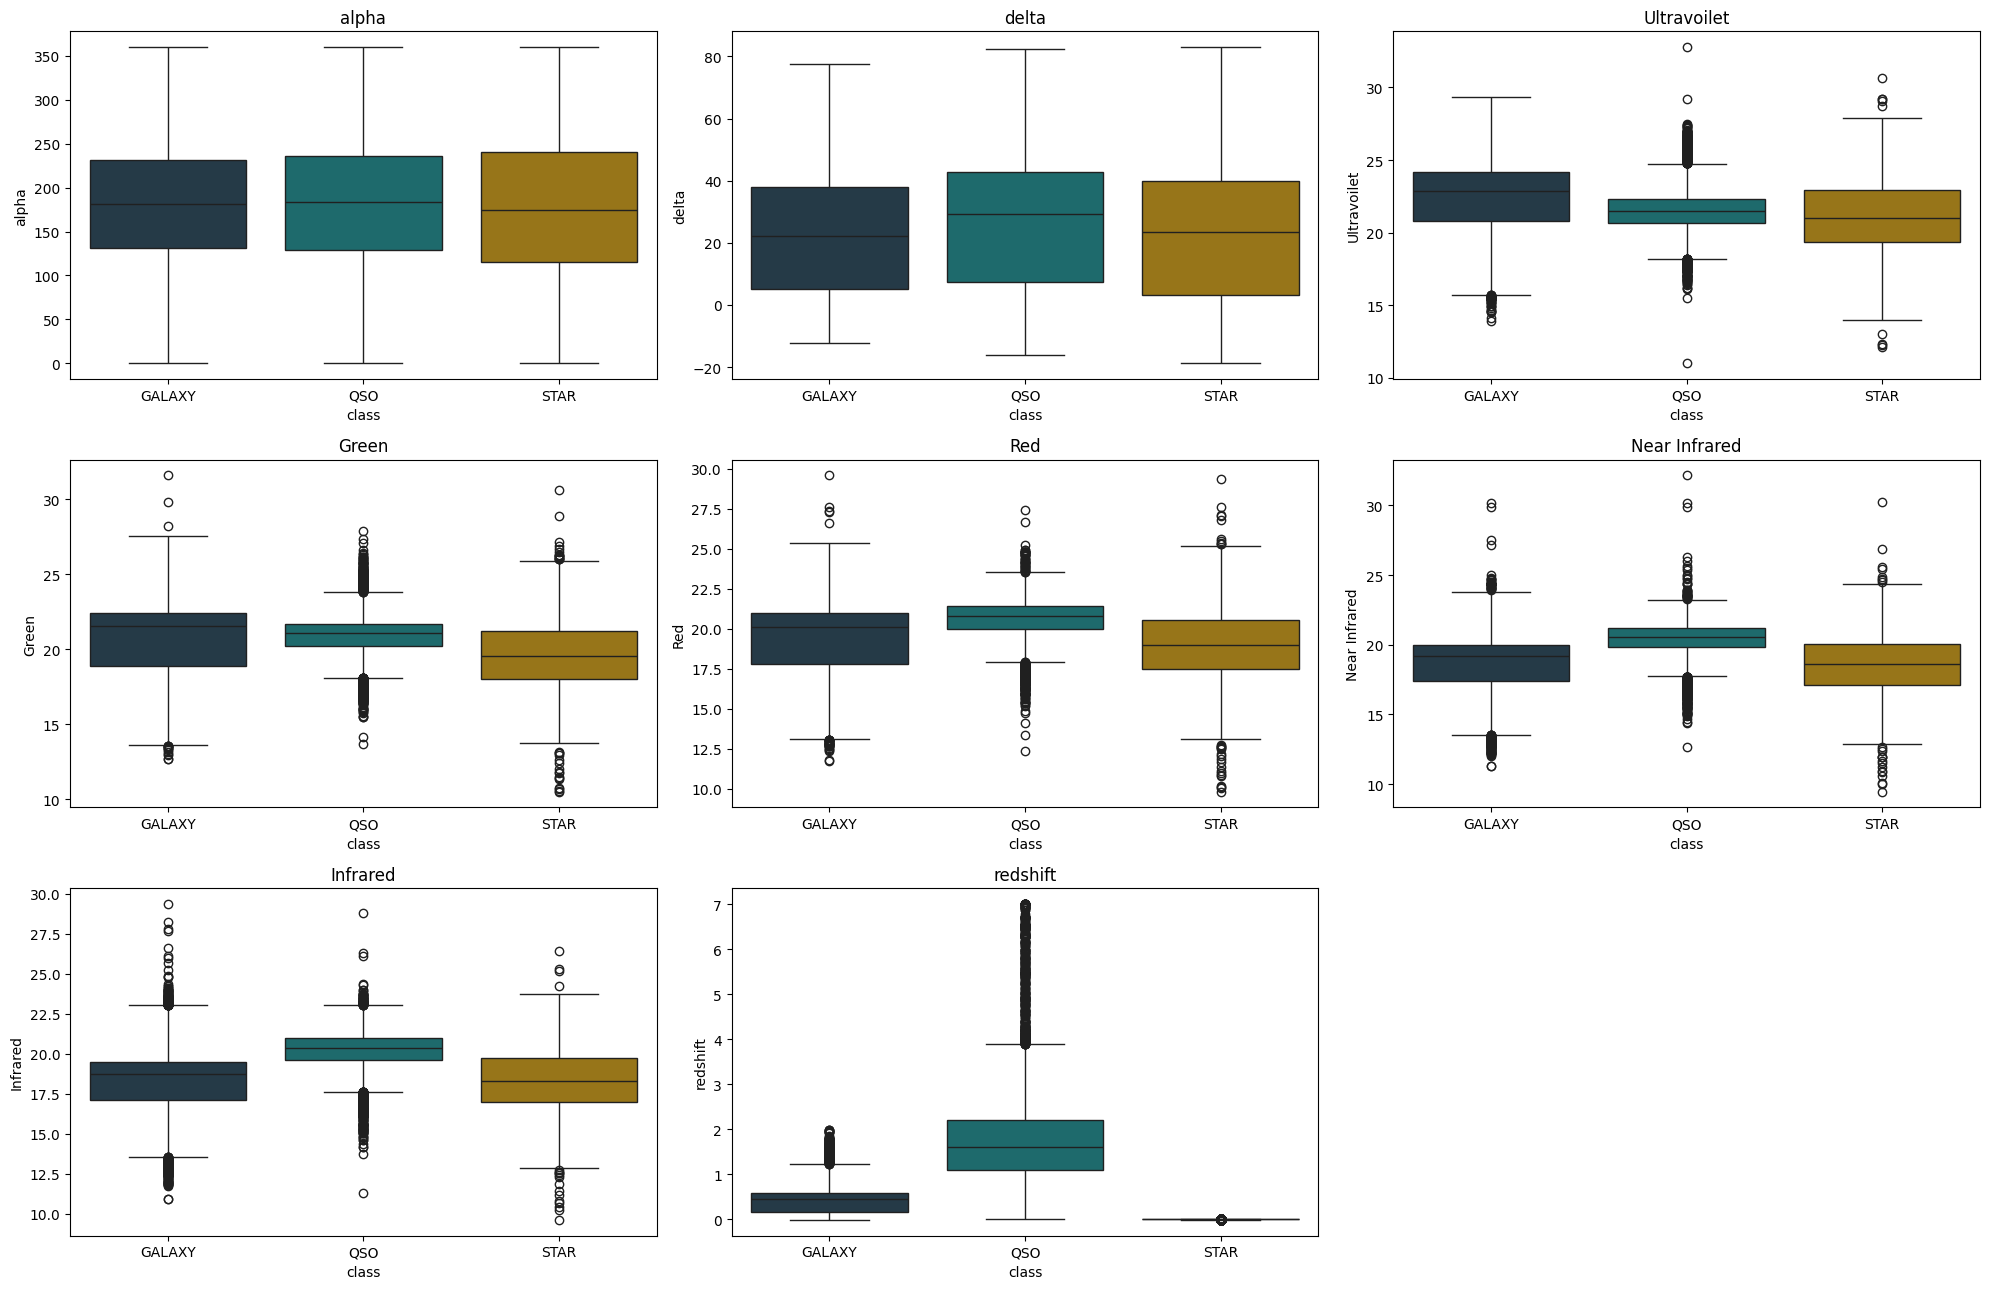 alpha
alpha
350
300
250
200
150
100
50
0
GALAXY QSO STAR
class
delta
delta
80
60
40
20
0
−20
GALAXY QSO STAR
class
Ultravoilet
Ultravoilet
30
25
20
15
10
GALAXY QSO STAR
class
Green
Green
30
25
20
15
10
GALAXY QSO STAR
class
Red
Red
30.0
27.5
25.0
22.5
20.0
17.5
15.0
12.5
10.0
GALAXY QSO STAR
class
Near Infrared
Near Infrared
30
25
20
15
10
GALAXY QSO STAR
class
Infrared
Infrared
30.0
27.5
25.0
22.5
20.0
17.5
15.0
12.5
10.0
GALAXY QSO STAR
class
redshift
redshift
7
6
5
4
3
2
1
0
GALAXY QSO STAR
class